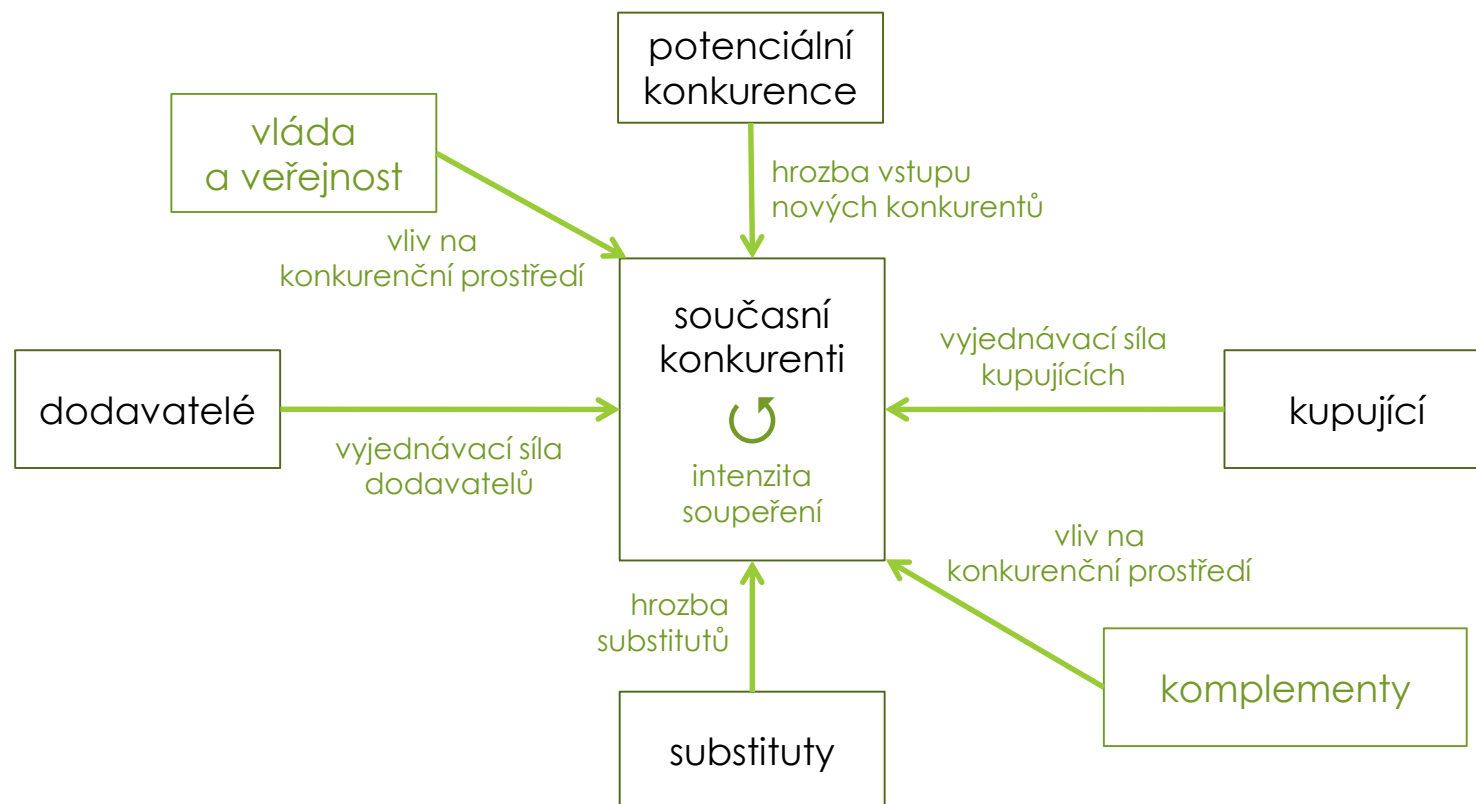 potenciální
konkurence
vláda
a veřejnost
hrozba vstupu
nových konkurentů
vliv na
konkurenční prostředí
současní
konkurenti
intenzita
soupeření
dodavatelé
vyjednávací síla
dodavatelů
vyjednávací síla
kupujících
kupující
vliv na
konkurenční prostředí
hrozba
substitutů
komplementy
substituty